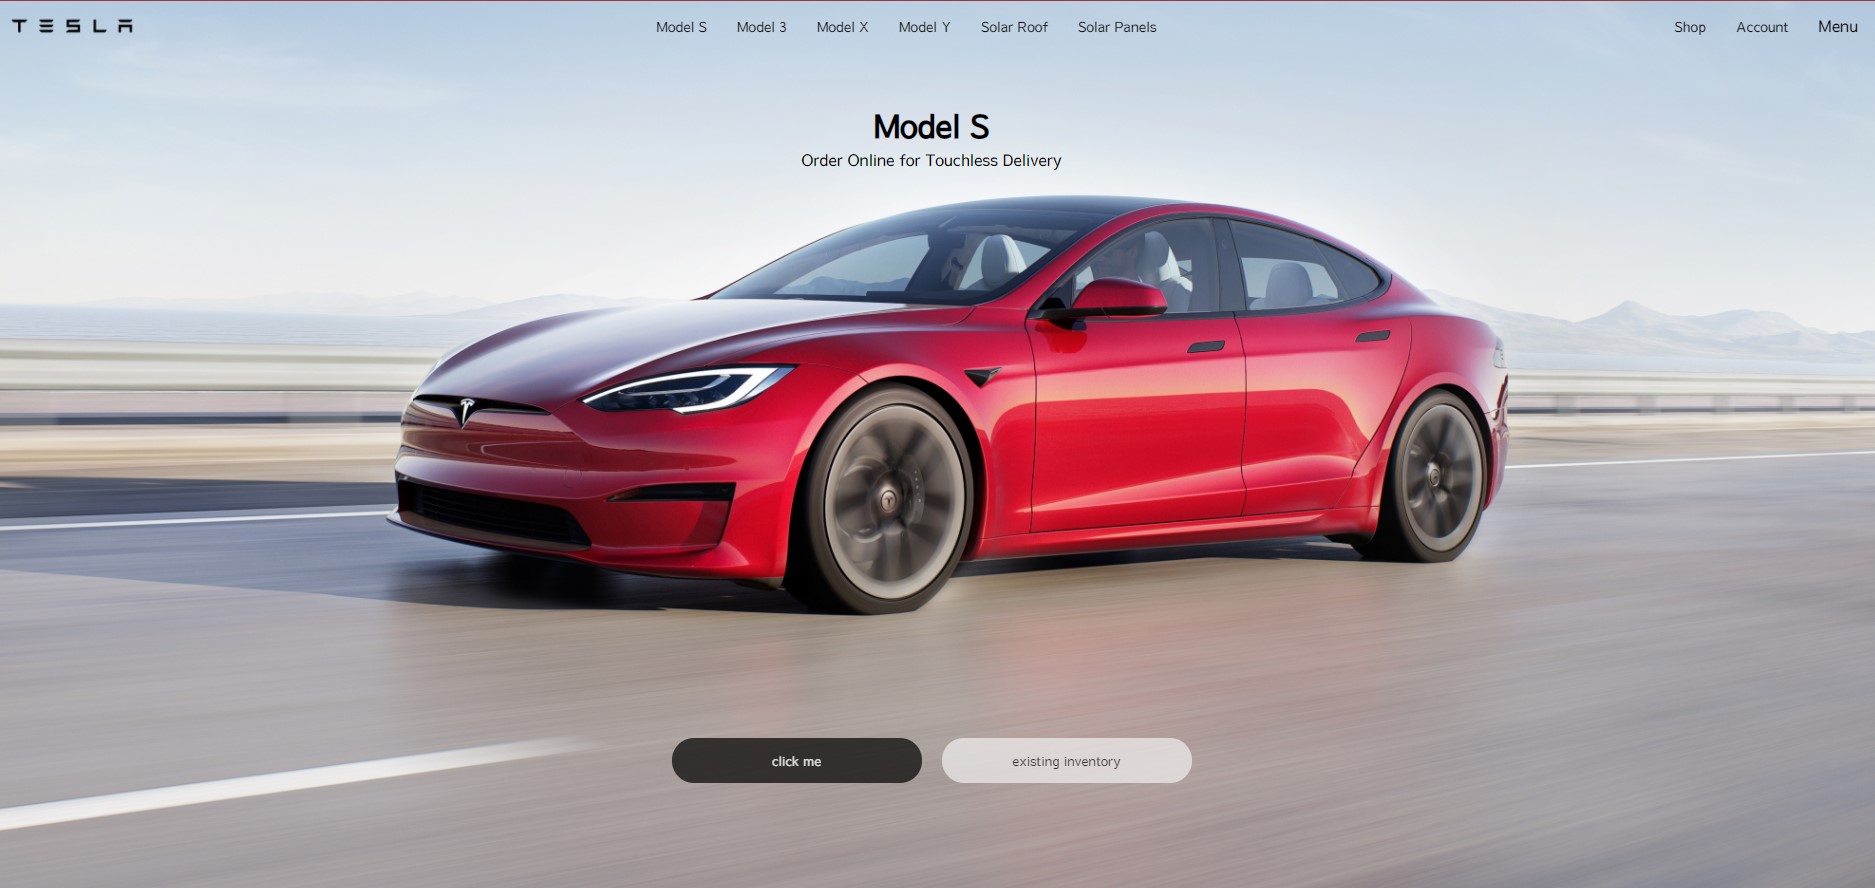 TESLA
Model S Model 3 Model X Model Y Solar Roof Solar Panels
Shop Account Menu
Model S
Order Online for Touchless Delivery
click me
existing inventory